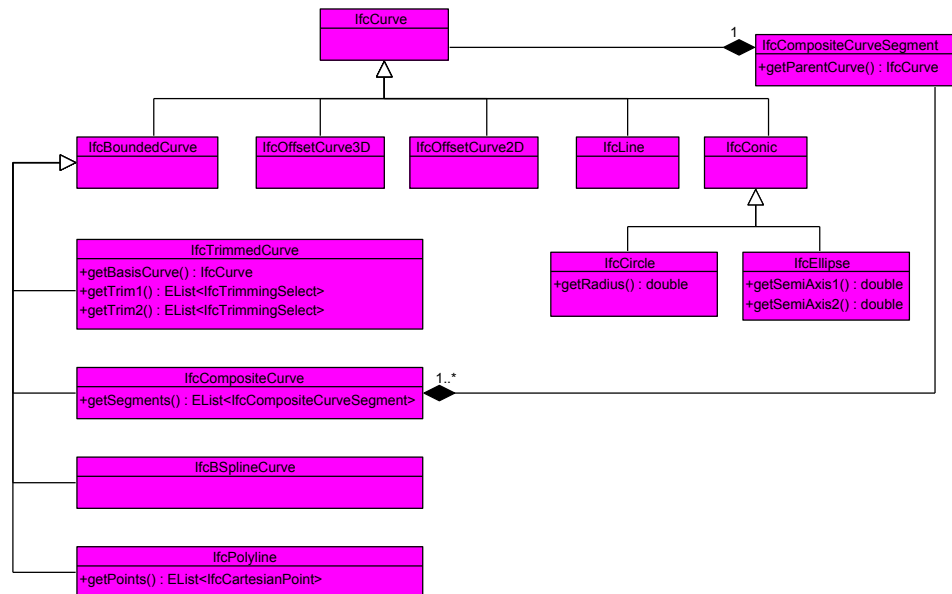 IfcCurve
1
IfcCompositeCurveSegment
+getParentCurve() : IfcCurve
IfcBoundedCurve
IfcOffsetCurve3D
IfcOffsetCurve2D
IfcLine
IfcConic
IfcTrimmedCurve
+getBasisCurve() : IfcCurve
+getTrim1() : EList<IfcTrimmingSelect>
+getTrim2() : EList<IfcTrimmingSelect>
IfcCircle
+getRadius() : double
IfcEllipse
+getSemiAxis1() : double
+getSemiAxis2() : double
IfcCompositeCurve
+getSegments() : EList<IfcCompositeCurveSegment>
1..*
IfcBSplineCurve
IfcPolyline
+getPoints() : EList<IfcCartesianPoint>